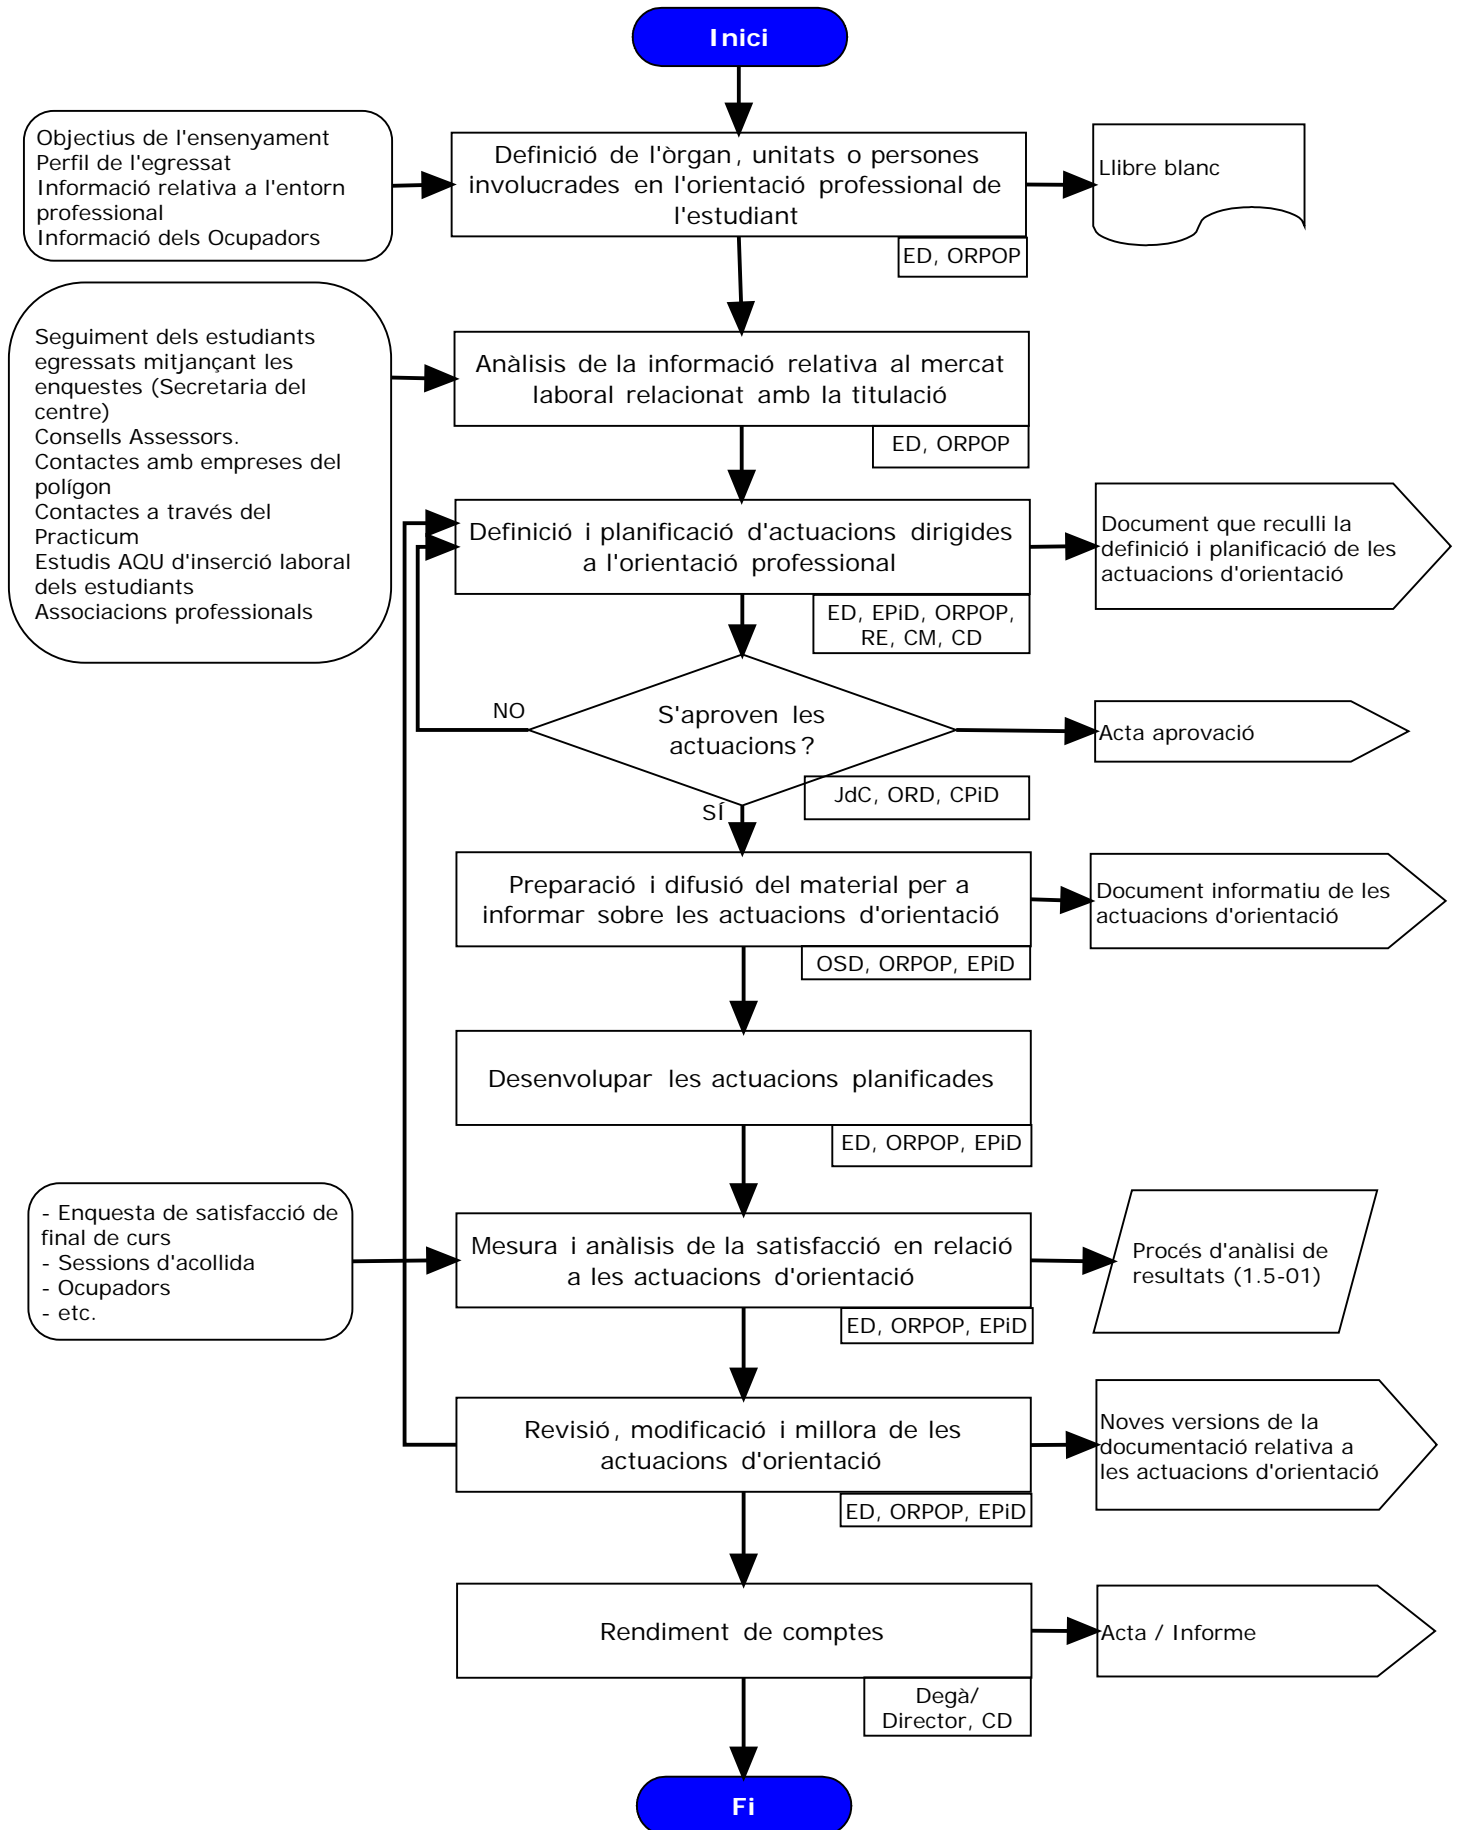 Inici
Objectius de l'ensenyament
Perfil de l'egressat
Informació relativa a l'entorn
professional
Informació dels Ocupadors
Definició de l'òrgan, unitats o persones
involucrades en l'orientació professional de
l'estudiant
ED, ORPOP
Llibre blanc
Seguiment dels estudiants
egressats mitjançant les
enquestes (Secretaria del
centre)
Consells Assessors.
Contactes amb empreses del
polígon
Contactes a través del
Practicum
Estudis AQU d'inserció laboral
dels estudiants
Associacions professionals
Anàlisis de la informació relativa al mercat
laboral relacionat amb la titulació
ED, ORPOP
Definició i planificació d'actuacions dirigides
a l'orientació professional
ED, EPiD, ORPOP,
RE, CM, CD
Document que reculli la
definició i planificació de les
actuacions d'orientació
NO
S'aproven les
actuacions?
Acta aprovació
JdC, ORD, CPiD
SÍ
Preparació i difusió del material per a
informar sobre les actuacions d'orientació
OSD, ORPOP, EPiD
Document informatiu de les
actuacions d'orientació
Desenvolupar les actuacions planificades
ED, ORPOP, EPiD
- Enquesta de satisfacció de
final de curs
- Sessions d'acollida
- Ocupadors
- etc.
Mesura i anàlisis de la satisfacció en relació
a les actuacions d'orientació
ED, ORPOP, EPiD
Procés d'anàlisi de
resultats (1.5-01)
Revisió, modificació i millora de les
actuacions d'orientació
ED, ORPOP, EPiD
Noves versions de la
documentació relativa a
les actuacions d'orientació
Rendiment de comptes
Degà/
Director, CD
Acta / Informe
Fi